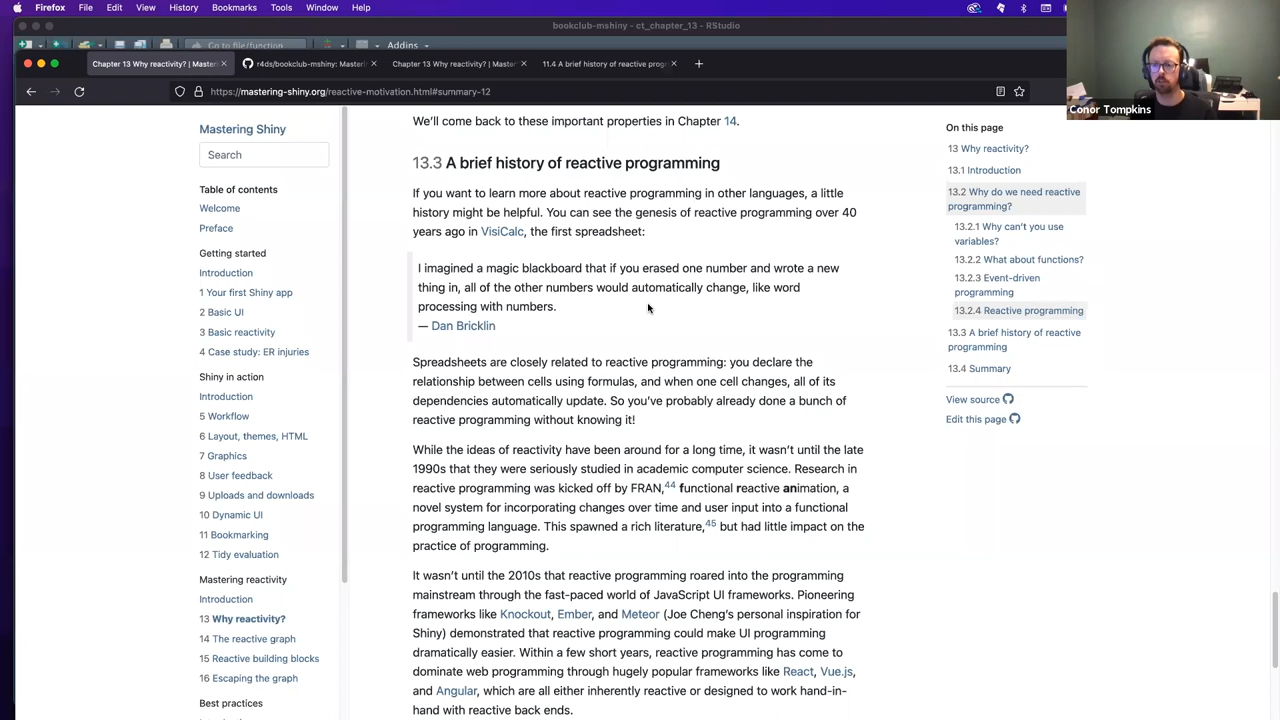 Firefox File Edit View History Bookmarks Tools Window Help
bookclub-mshiny - ct_chapter_13 - RStudio
Go to file/function Addins
Chapter 13 Why reactivity? | Master
r4ds/bookclub-mshiny: Masterin
Chapter 13 Why reactivity? | Master
11.4 A brief history of reactive prog
https://mastering-shiny.org/reactive-motivation.html#summary-12
Conor Tompkins
Mastering Shiny
Search
Table of contents
Welcome
Preface
Getting started
Introduction
1 Your first Shiny app
2 Basic UI
3 Basic reactivity
4 Case study: ER injuries
Shiny in action
Introduction
5 Workflow
6 Layout, themes, HTML
7 Graphics
8 User feedback
9 Uploads and downloads
10 Dynamic UI
11 Bookmarking
12 Tidy evaluation
Mastering reactivity
Introduction
13 Why reactivity?
14 The reactive graph
15 Reactive building blocks
16 Escaping the graph
Best practices
We'll come back to these important properties in Chapter 14.
13.3 A brief history of reactive programming
If you want to learn more about reactive programming in other languages, a little
history might be helpful. You can see the genesis of reactive programming over 40
years ago in VisiCalc, the first spreadsheet:
I imagined a magic blackboard that if you erased one number and wrote a new
thing in, all of the other numbers would automatically change, like word
processing with numbers.
— Dan Bricklin
Spreadsheets are closely related to reactive programming: you declare the
relationship between cells using formulas, and when one cell changes, all of its
dependencies automatically update. So you've probably already done a bunch of
reactive programming without knowing it!
While the ideas of reactivity have been around for a long time, it wasn't until the late
1990s that they were seriously studied in academic computer science. Research in
reactive programming was kicked off by FRAN,44 functional reactive animation, a
novel system for incorporating changes over time and user input into a functional
programming language. This spawned a rich literature,45 but had little impact on the
practice of programming.
It wasn't until the 2010s that reactive programming roared into the programming
mainstream through the fast-paced world of JavaScript UI frameworks. Pioneering
frameworks like Knockout, Ember, and Meteor (Joe Cheng's personal inspiration for
Shiny) demonstrated that reactive programming could make UI programming
dramatically easier. Within a few short years, reactive programming has come to
dominate web programming through hugely popular frameworks like React, Vue.js,
and Angular, which are all either inherently reactive or designed to work hand-in-
hand with reactive back ends.
On this page
13 Why reactivity?
13.1 Introduction
13.2 Why do we need reactive
programming?
13.2.1 Why can't you use
variables?
13.2.2 What about functions?
13.2.3 Event-driven
programming
13.2.4 Reactive programming
13.3 A brief history of reactive
programming
13.4 Summary
View source
Edit this page